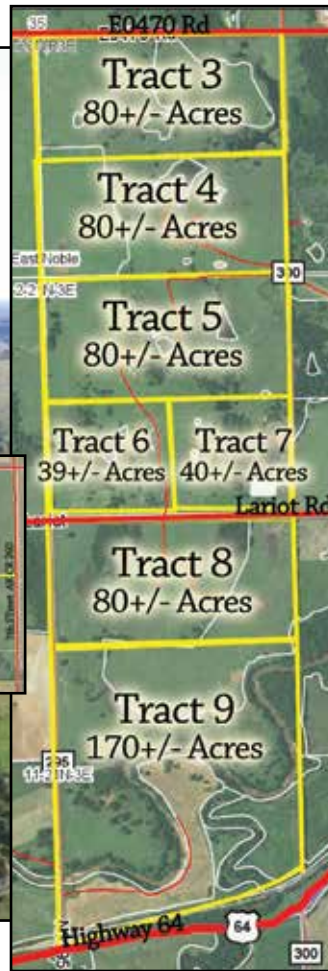 35
E0470 Rd
Tract 3
80+/- Acres
Tract 4
80+/- Acres
East Noble
300
Tract 5
80+/- Acres
Tract 6
39+/- Acres
Tract 7
40+/- Acres
Lariot Rd
Tract 8
80+/- Acres
Tract 9
170+/- Acres
295
Highway 64
64
300